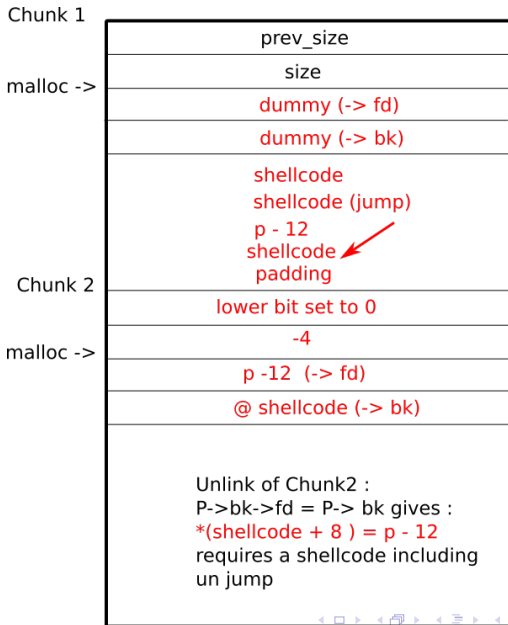 Chunk 1
prev_size
size
malloc ->
dummy (-> fd)
dummy (-> bk)
shellcode
shellcode (jump)
p - 12
shellcode
padding
Chunk 2
lower bit set to 0
-4
malloc ->
p -12 (-> fd)
@ shellcode (-> bk)
Unlink of Chunk2 :
P->bk->fd = P-> bk gives :
*(shellcode + 8 ) = p - 12
requires a shellcode including
un jump